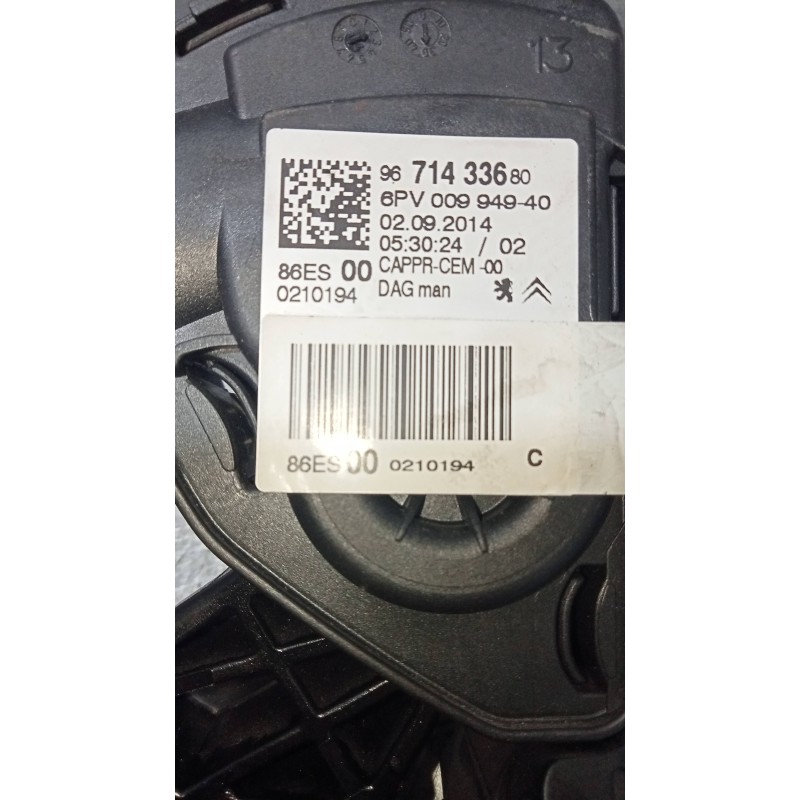 13
96 714 336 80
6PV 009 949-40
02.09.2014
05:30:24 / 02
86ES 00 CAPPR-CEM -00
0210194 DAG man
86ES 00 0210194 C